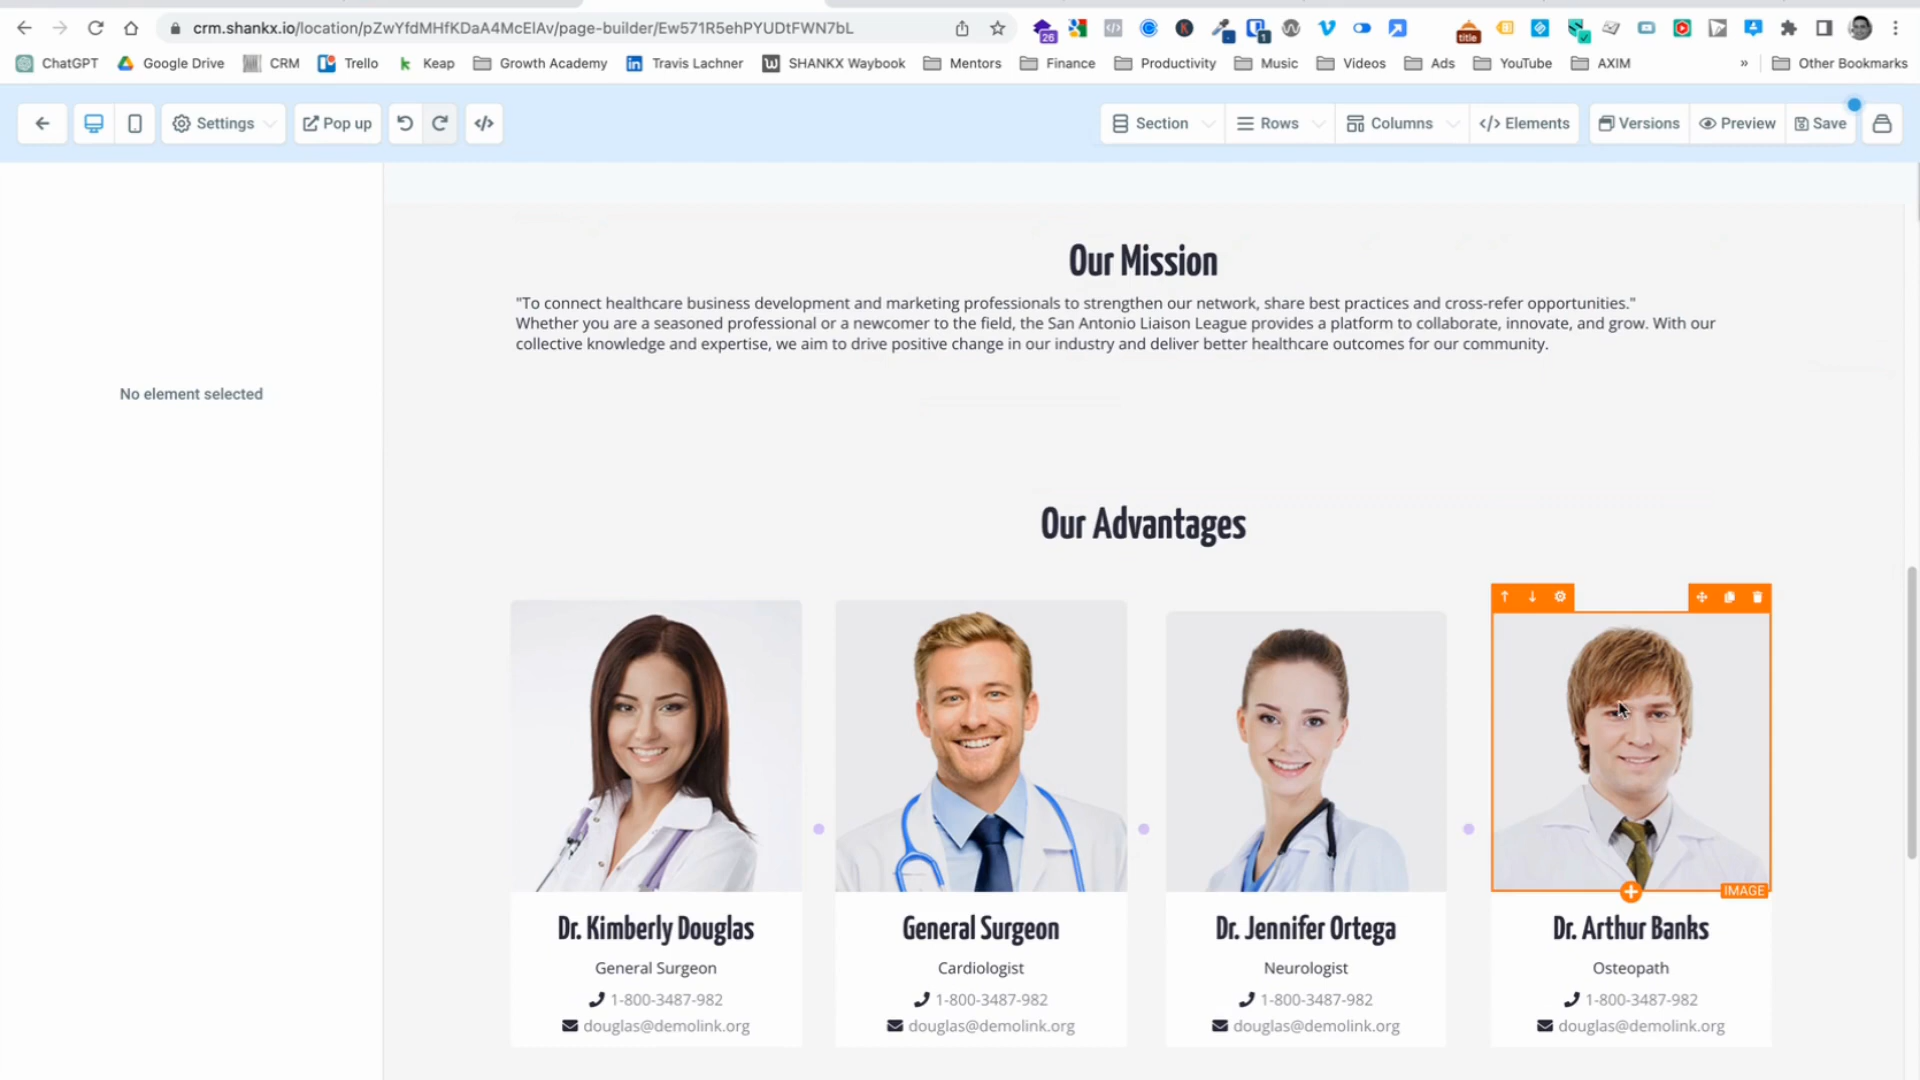 crm.shankx.io/location/pZwYfdMHfKDaA4McElAv/page-builder/Ew571R5ehPYUDtFWN7bL
26
1
title
ChatGPT Google Drive CRM Trello Keap Growth Academy Travis Lachner SHANKX Waybook Mentors Finance Productivity Music Videos Ads YouTube AXIM » Other Bookmarks
Settings Pop up Section Rows Columns </> Elements Versions Preview Save
No element selected
Our Mission
"To connect healthcare business development and marketing professionals to strengthen our network, share best practices and cross-refer opportunities."
Whether you are a seasoned professional or a newcomer to the field, the San Antonio Liaison League provides a platform to collaborate, innovate, and grow. With our
collective knowledge and expertise, we aim to drive positive change in our industry and deliver better healthcare outcomes for our community.
Our Advantages
IMAGE
Dr. Kimberly Douglas
General Surgeon
1-800-3487-982
douglas@demolink.org
General Surgeon
Cardiologist
1-800-3487-982
douglas@demolink.org
Dr. Jennifer Ortega
Neurologist
1-800-3487-982
douglas@demolink.org
Dr. Arthur Banks
Osteopath
1-800-3487-982
douglas@demolink.org